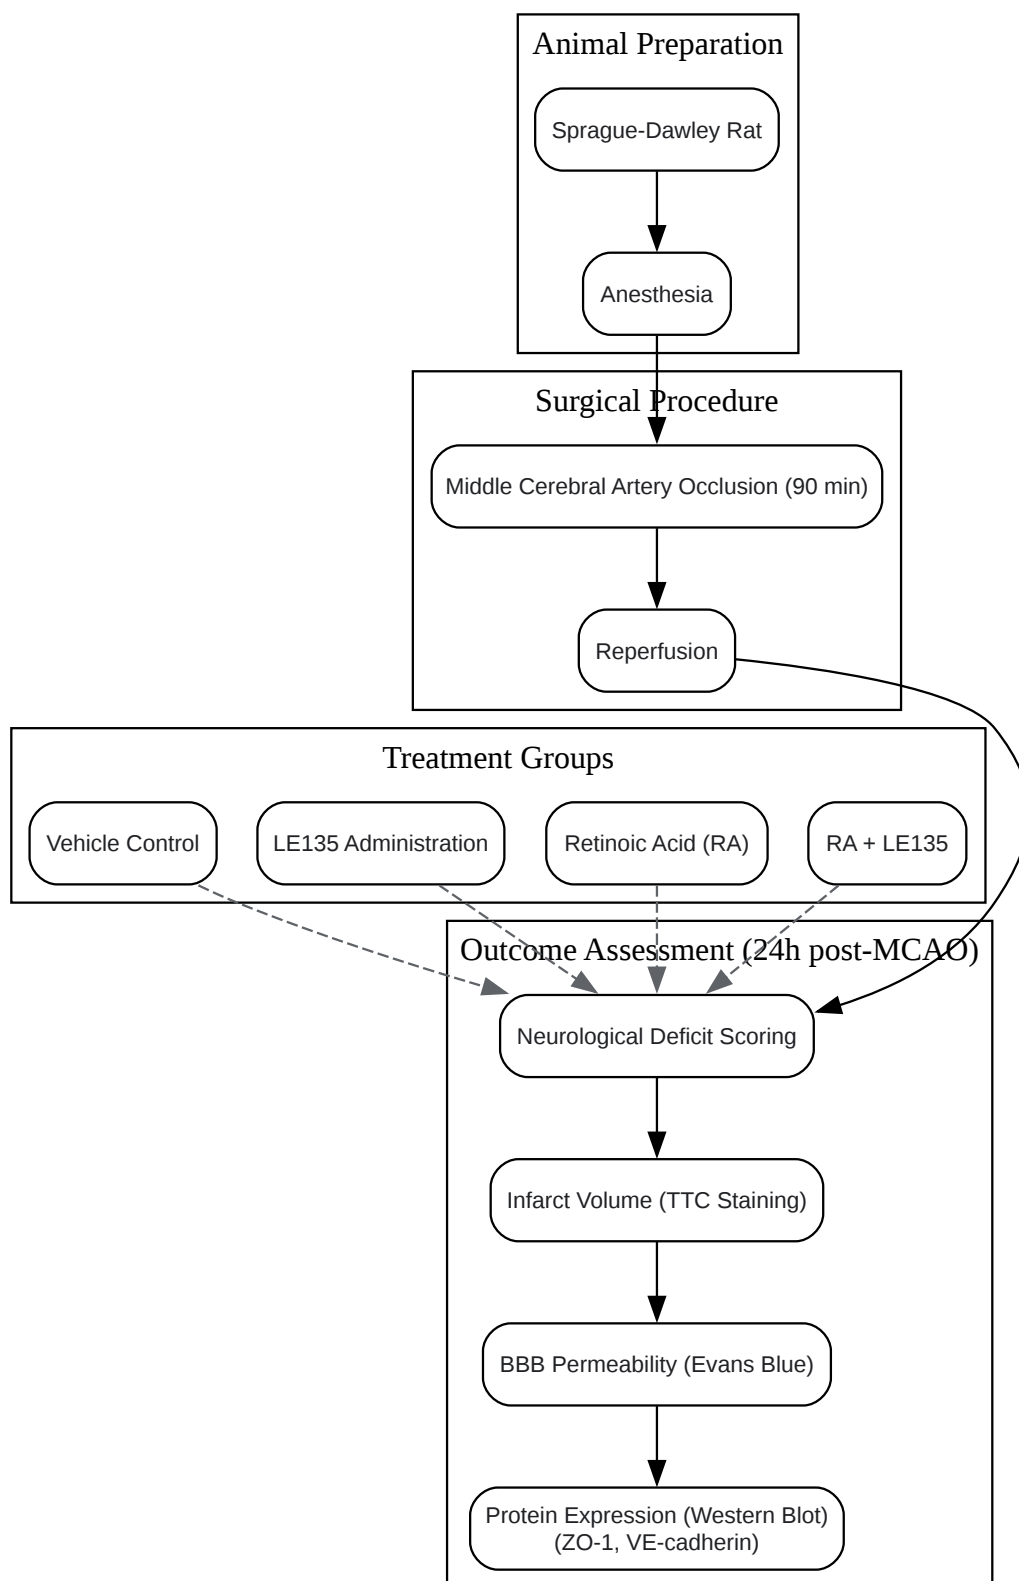 Animal Preparation
Sprague-Dawley Rat
Anesthesia
Surgical Procedure
Middle Cerebral Artery Occlusion (90 min)
Reperfusion
Treatment Groups
Vehicle Control
LE135 Administration
Retinoic Acid (RA)
RA + LE135
Outcome Assessment (24h post-MCAO)
Neurological Deficit Scoring
Infarct Volume (TTC Staining)
BBB Permeability (Evans Blue)
Protein Expression (Western Blot)
(ZO-1, VE-cadherin)